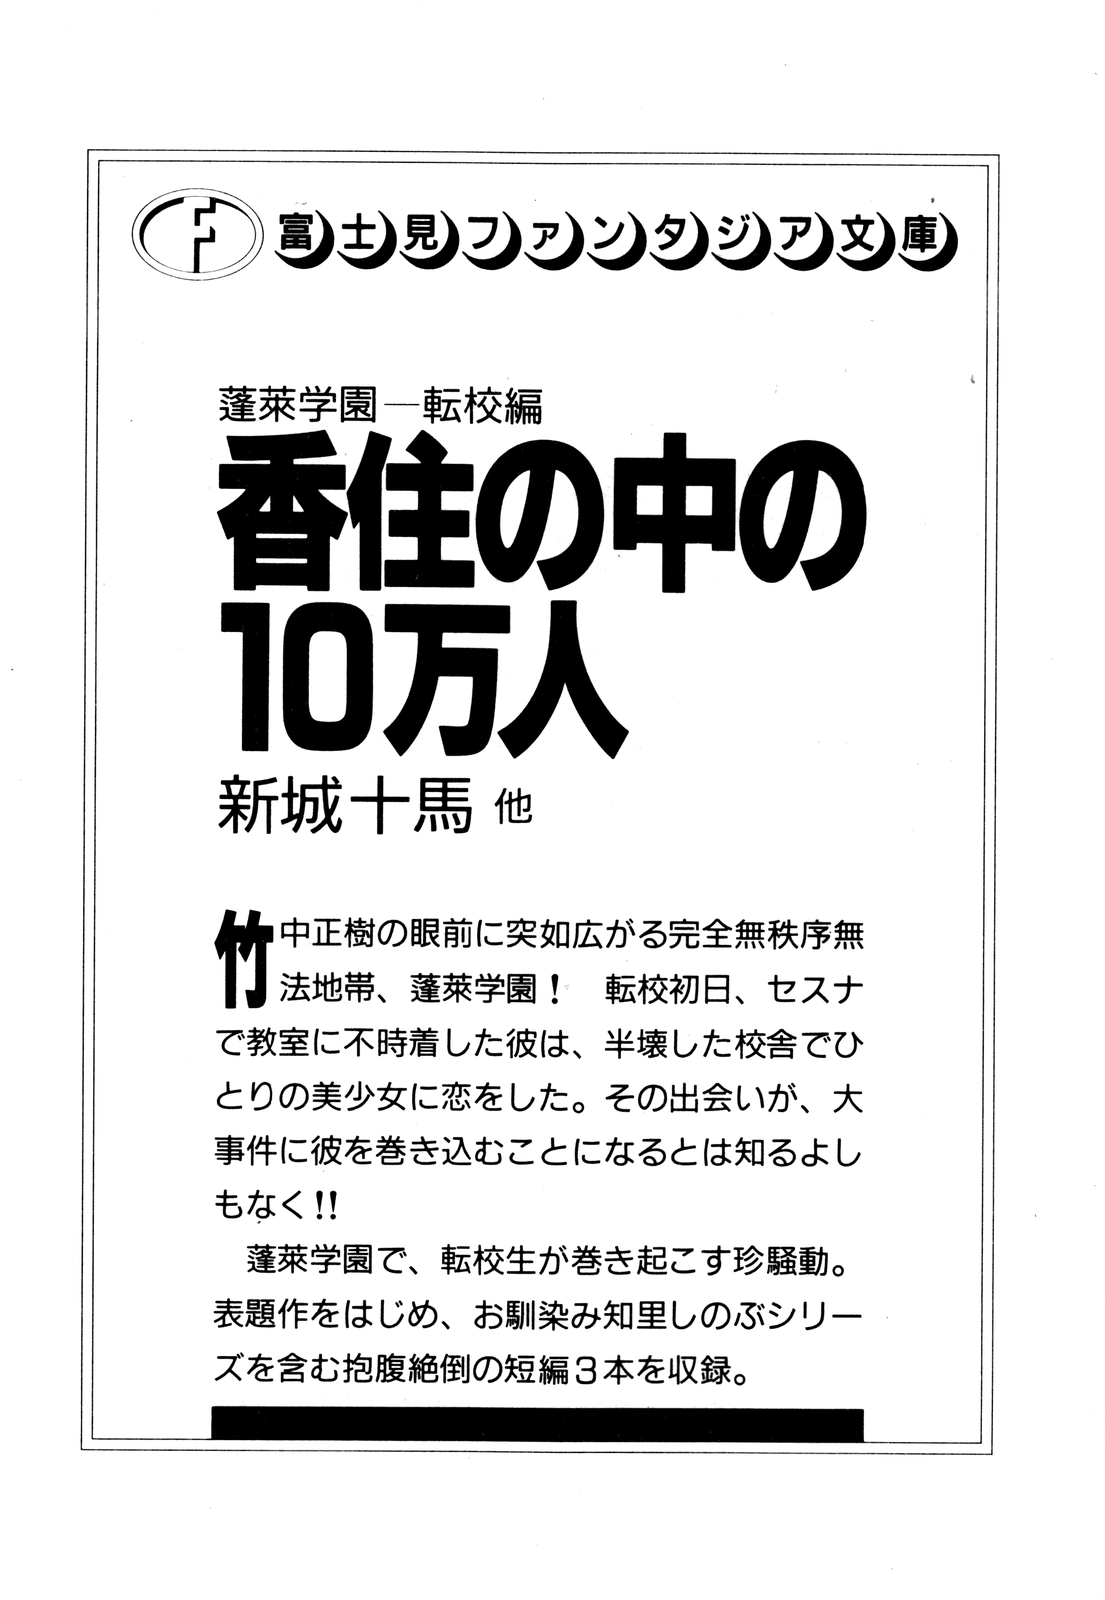 富士見ファンタジア文庫
蓬萊学園―転校編
香住の中の
10万人
新城十馬 他
竹中正樹の眼前に突如広がる完全無秩序無
法地帯、蓬萊学園! 転校初日、セスナ
で教室に不時着した彼は、半壊した校舎でひ
とりの美少女に恋をした。その出会いが、大
事件に彼を巻き込むことになるとは知るよし
もなく!!
蓬萊学園で、転校生が巻き起こす珍騒動。
表題作をはじめ、お馴染み知里しのぶシリー
ズを含む抱腹絶倒の短編3本を収録。